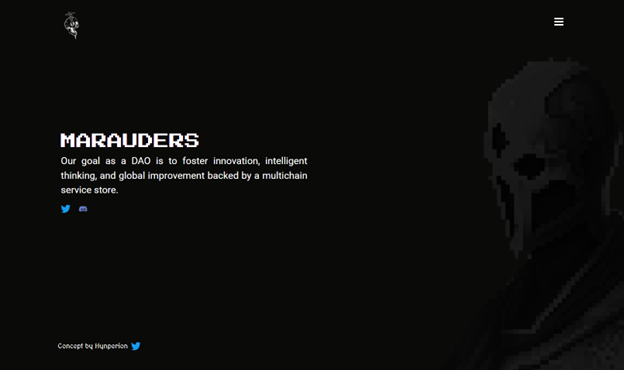 MARAUDERS
Our goal as a DAO is to foster innovation, intelligent
thinking, and global improvement backed by a multichain
service store.
Concept by Hynperion